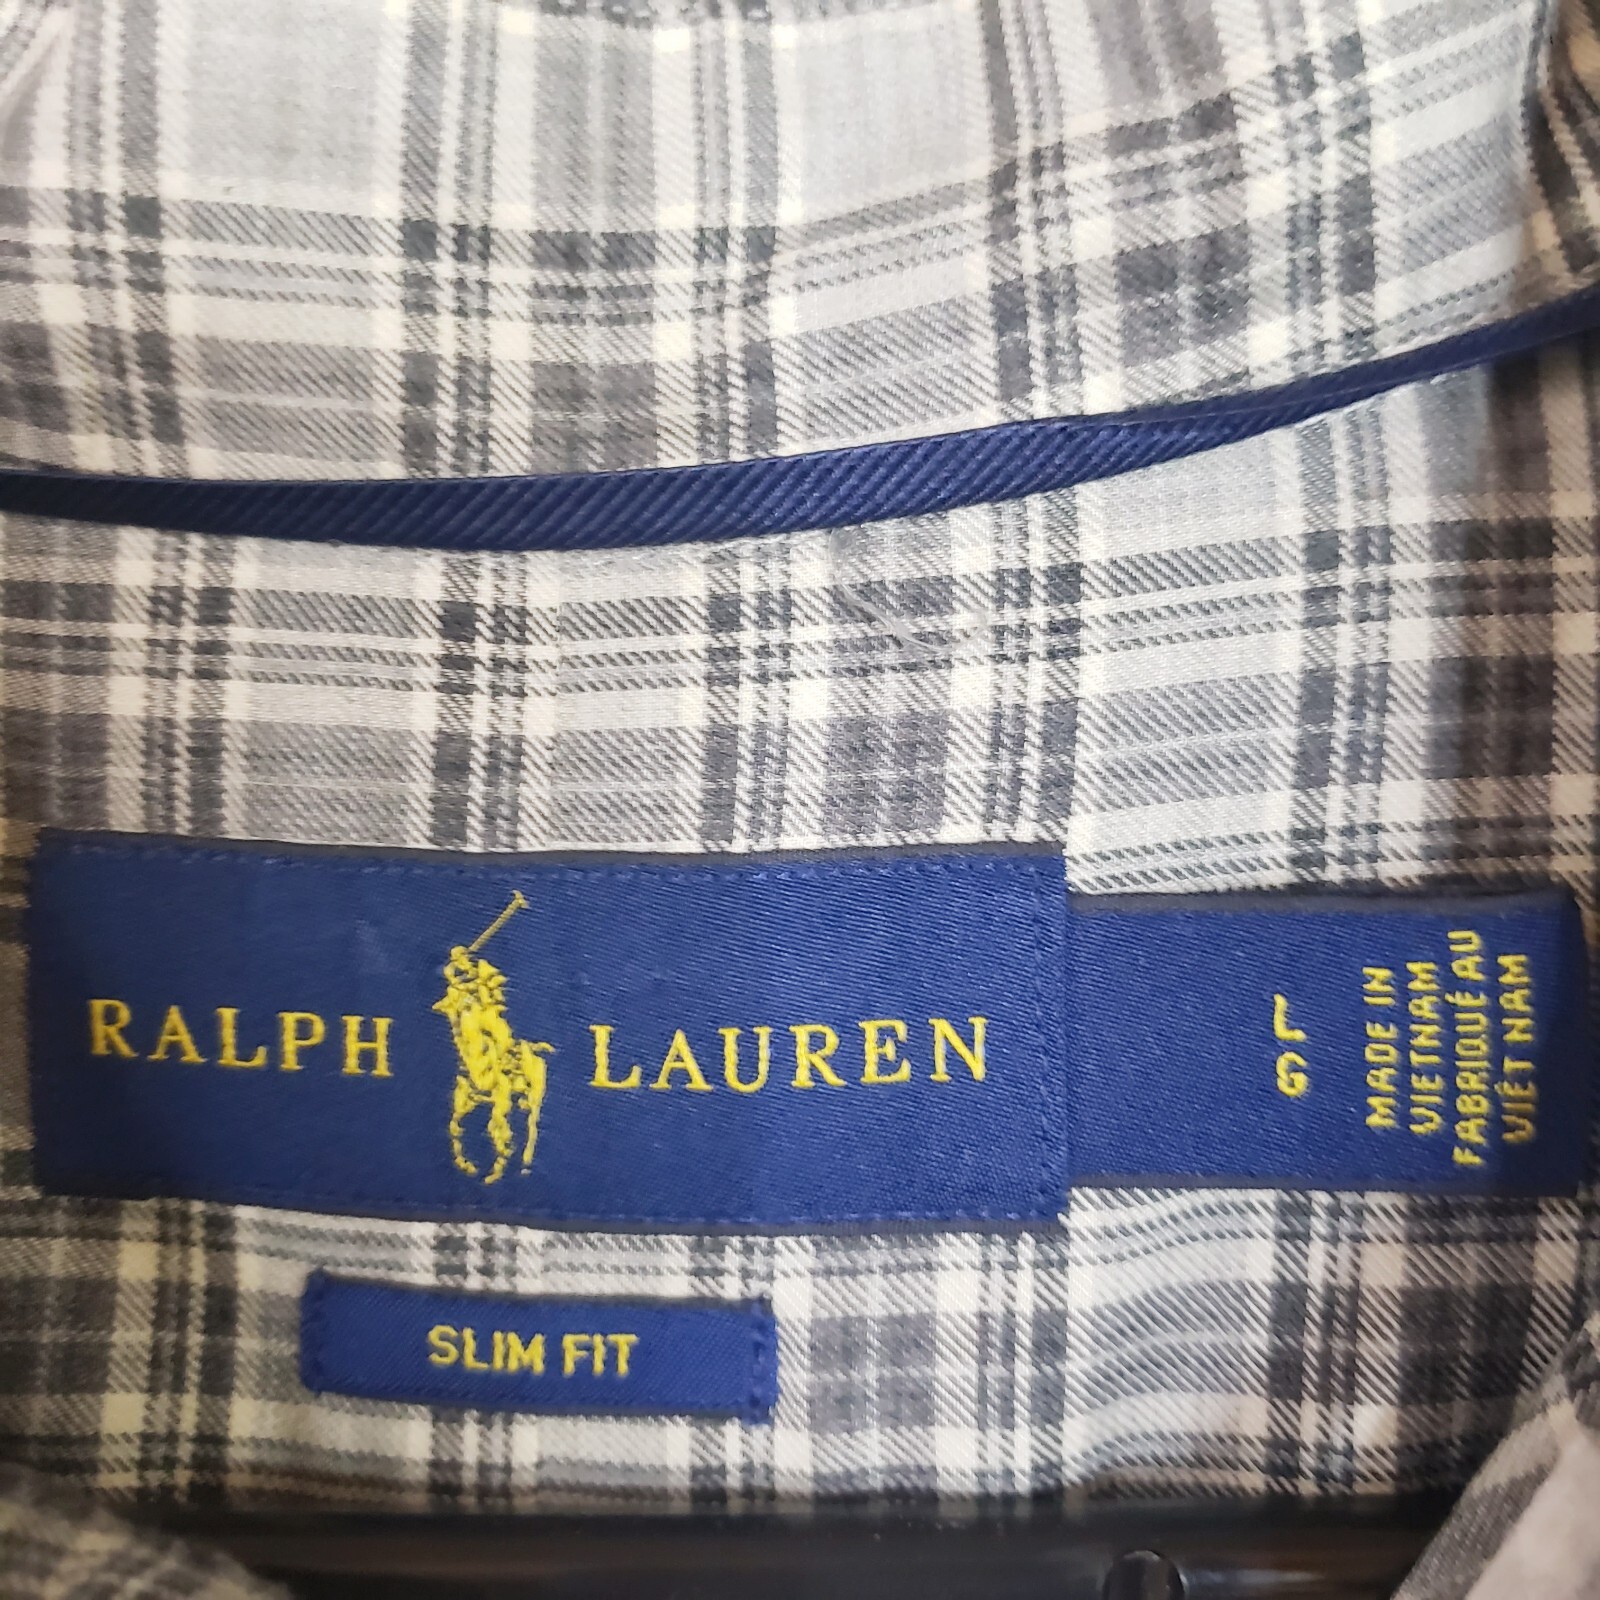 RALPH LAUREN
L
G
MADE IN
VIETNAM
FABRIQUÉ AU
VIÊT NAM
SLIM FIT